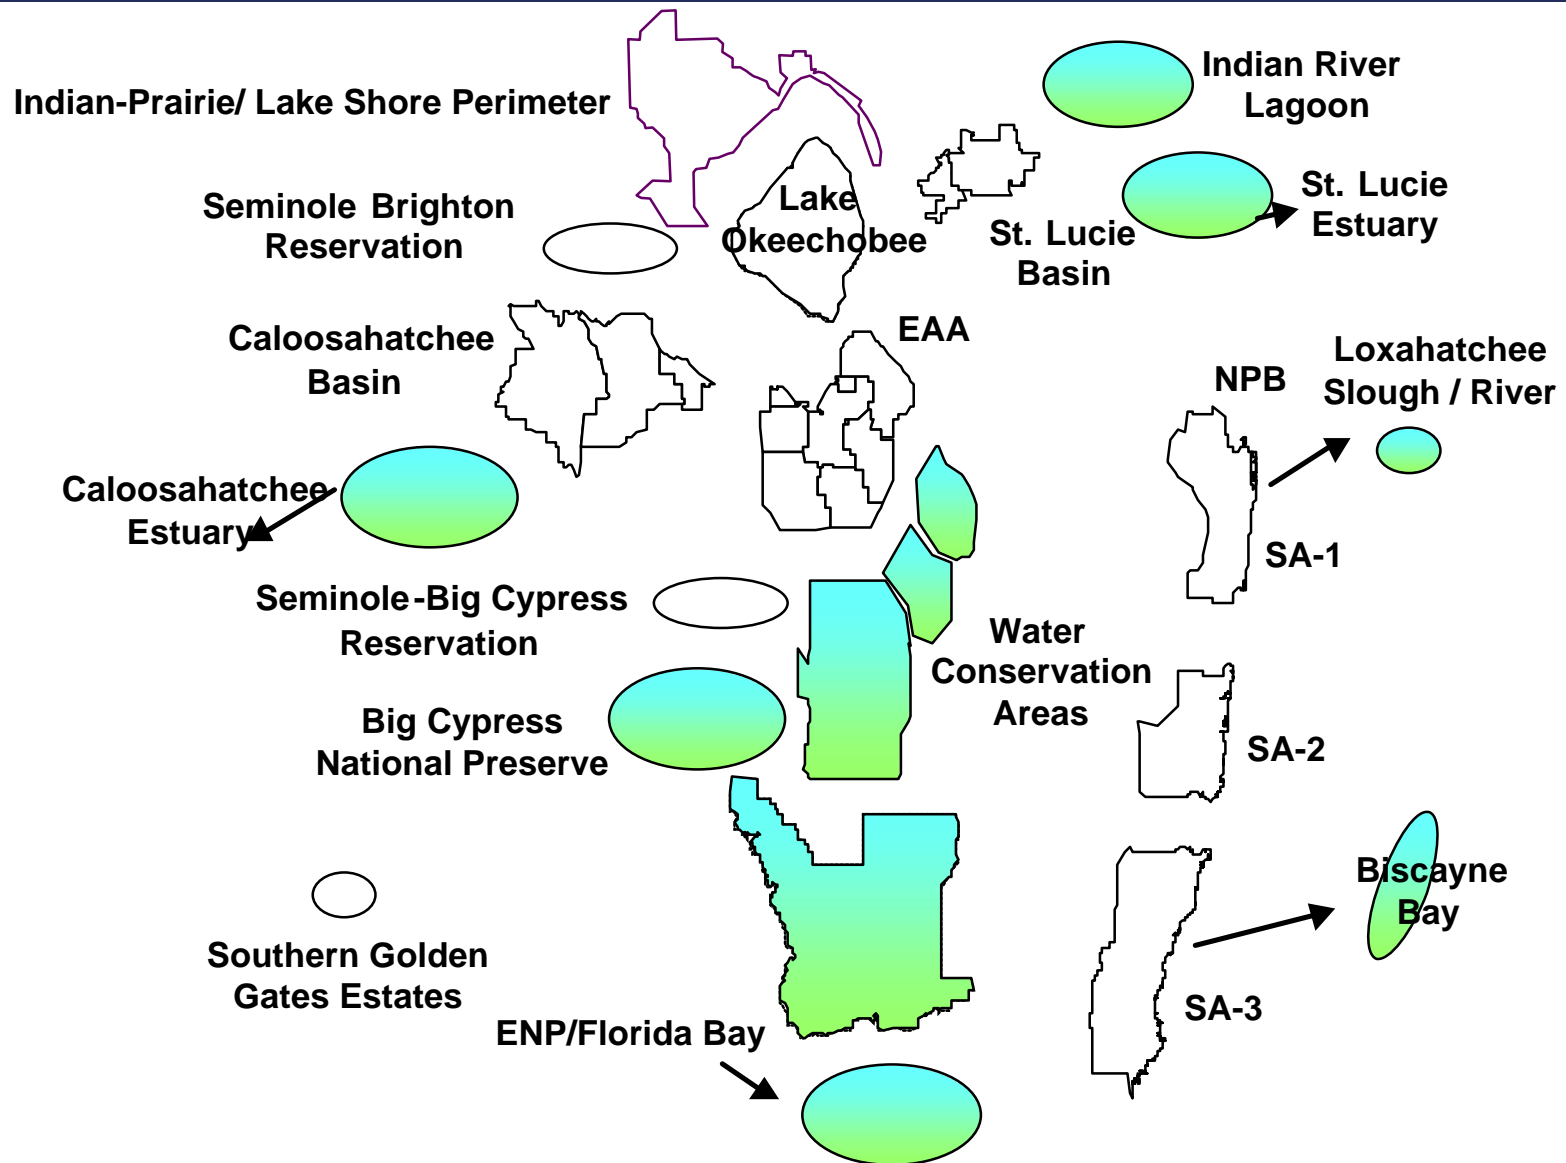 Indian-Prairie/ Lake Shore Perimeter
Indian River
Lagoon
Seminole Brighton
Reservation
Lake
Okeechobee
St. Lucie
Basin
St. Lucie
Estuary
Caloosahatchee
Basin
EAA
NPB
Loxahatchee
Slough / River
Caloosahatchee
Estuary
SA-1
Seminole-Big Cypress
Reservation
Water
Conservation
Areas
Big Cypress
National Preserve
SA-2
Biscayne
Bay
Southern Golden
Gates Estates
SA-3
ENP/Florida Bay